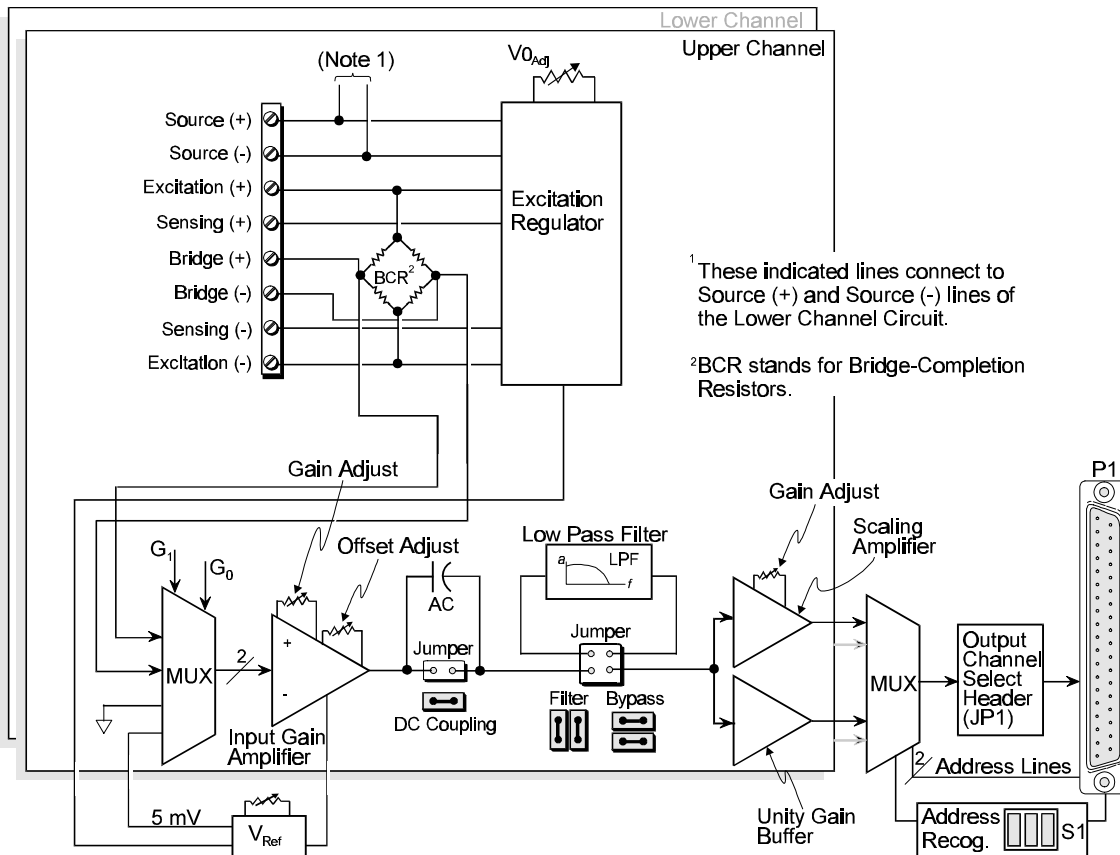 Lower Channel
Upper Channel
(Note 1)
V0Adj
Source (+)
Source (-)
Excitation (+)
Sensing (+)
Bridge (+)
Bridge (-)
Sensing (-)
Excitation (-)
Excitation
Regulator
BCR²
¹ These indicated lines connect to
Source (+) and Source (-) lines of
the Lower Channel Circuit.
²BCR stands for Bridge-Completion
Resistors.
P1
Gain Adjust
Offset Adjust
G₁
G₀
MUX
2
+
-
Input Gain
Amplifier
AC
Jumper
DC Coupling
Low Pass Filter
a
LPF
f
Jumper
Filter
Bypass
Gain Adjust
Scaling
Amplifier
Unity Gain
Buffer
MUX
Output
Channel
Select
Header
(JP1)
2
Address Lines
Address
Recog.
S1
5 mV
VRef